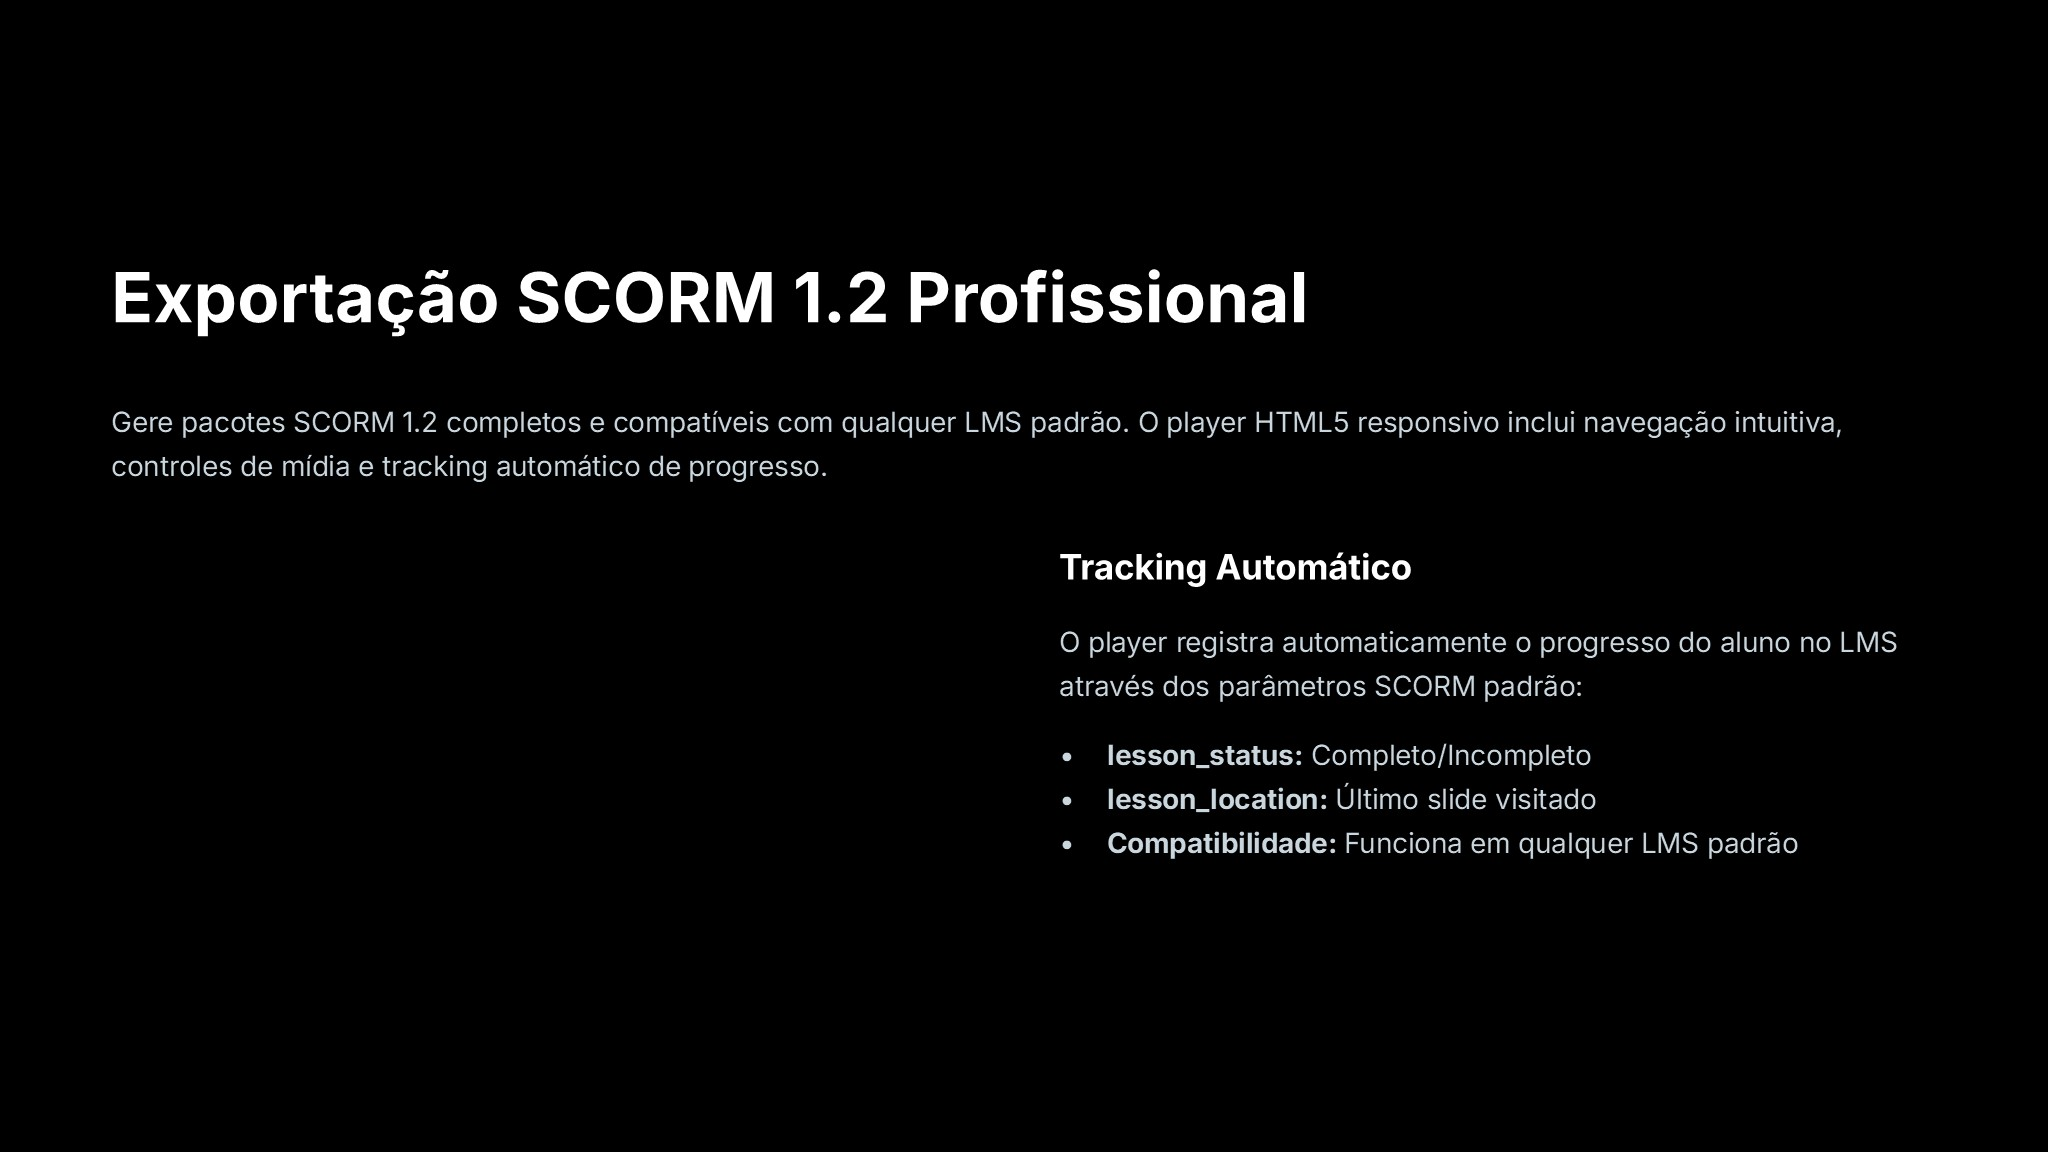 Exportação SCORM 1.2 Profissional
Gere pacotes SCORM 1.2 completos e compatíveis com qualquer LMS padrão. O player HTML5 responsivo inclui navegação intuitiva,
controles de mídia e tracking automático de progresso.
Tracking Automático
O player registra automaticamente o progresso do aluno no LMS
através dos parâmetros SCORM padrão:
• lesson_status: Completo/Incompleto
• lesson_location: Último slide visitado
• Compatibilidade: Funciona em qualquer LMS padrão